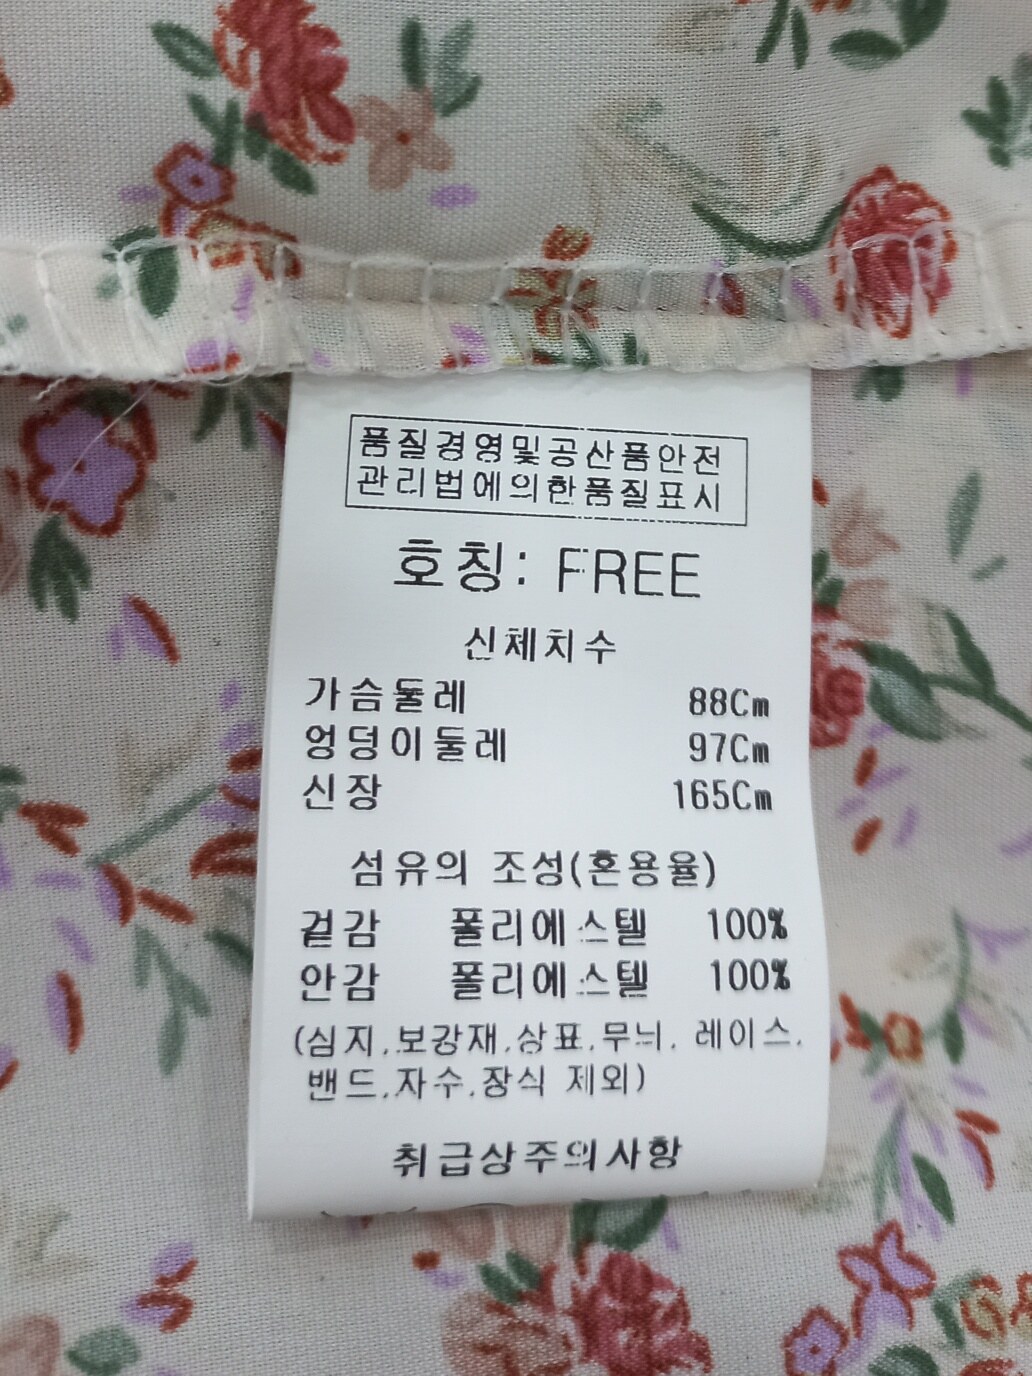 품질경영및공산품안전
관리법에의한품질표시
호칭: FREE
신체치수
가슴둘레 88Cm
엉덩이둘레 97Cm
신장 165Cm
섬유의 조성(혼용율)
겉감 폴리에스텔 100%
안감 폴리에스텔 100%
(심지,보강재,상표,무늬, 레이스,
밴드,자수,장식 제외)
취급상주의사항